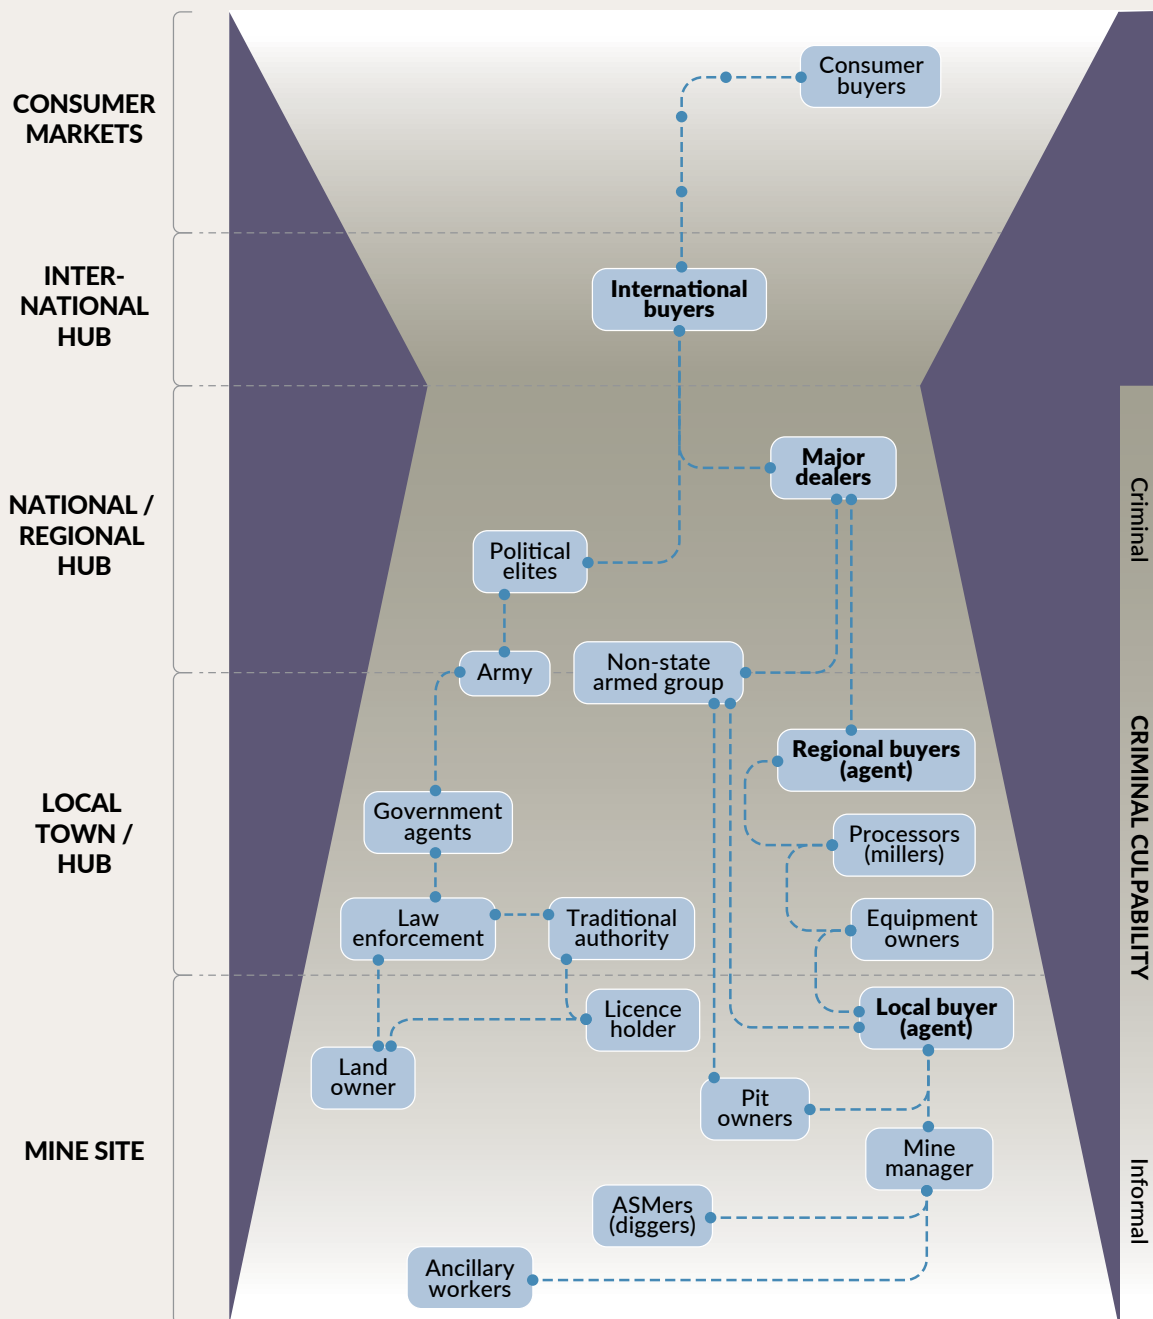 CONSUMER
MARKETS
Consumer
buyers
INTER-
NATIONAL
HUB
International
buyers
NATIONAL /
REGIONAL
HUB
Major
dealers
Political
elites
Army
Non-state
armed group
Criminal
LOCAL
TOWN /
HUB
Regional buyers
(agent)
Government
agents
Processors
(millers)
Law
enforcement
Traditional
authority
Equipment
owners
CRIMINAL CULPABILITY
MINE SITE
Licence
holder
Local buyer
(agent)
Land
owner
Pit
owners
Mine
manager
ASMers
(diggers)
Ancillary
workers
Informal